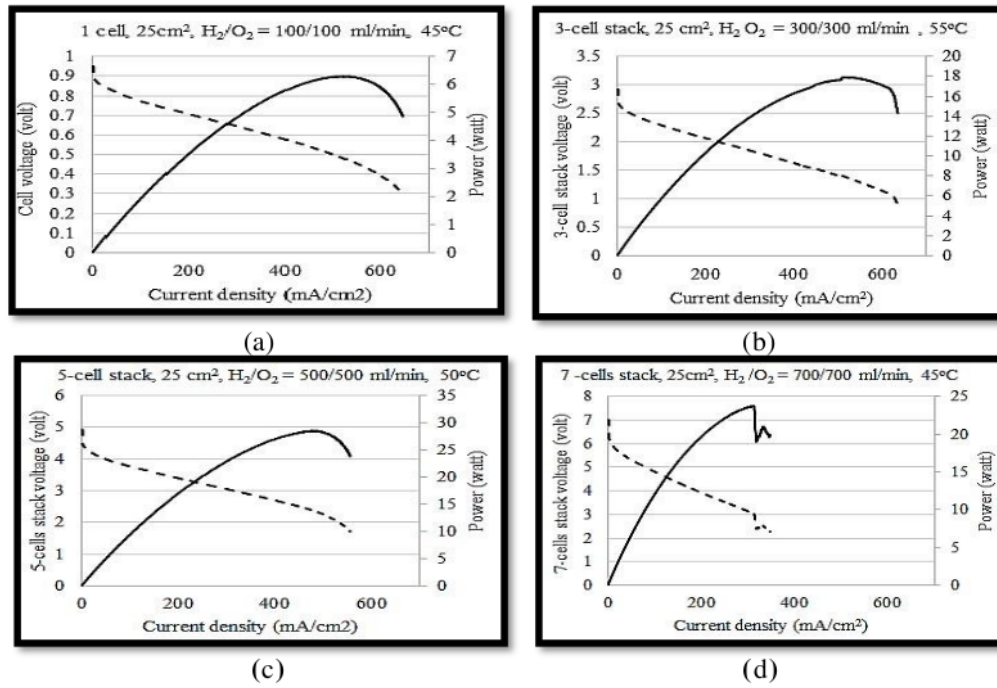 1 cell, 25cm², H₂/O₂ = 100/100 ml/min, 45ºC
Cell voltage (volt)
1
0.9
0.8
0.7
0.6
0.5
0.4
0.3
0.2
0.1
0
7
6
5
4
3
2
1
0
Power (watt)
0 200 400 600
Current density (mA/cm2)
(a)
3-cell stack, 25 cm², H₂ O₂ = 300/300 ml/min , 55ºC
3-cell stack voltage (volt)
3.5
3
2.5
2
1.5
1
0.5
0
20
18
16
14
12
10
8
6
4
2
0
Power (watt)
0 200 400 600
Current density (mA/cm²)
(b)
5-cell stack, 25 cm², H₂/O₂ = 500/500 ml/min, 50ºC
5-cells stack voltage (volt)
6
5
4
3
2
1
0
35
30
25
20
15
10
5
0
Power (watt)
0 200 400 600
Current density (mA/cm2)
(c)
7 -cells stack, 25cm², H₂ /O₂ = 700/700 ml/min, 45ºC
7-cells stack voltage (volt)
8
7
6
5
4
3
2
1
0
25
20
15
10
5
0
Power (watt)
0 200 400 600
Current density (mA/cm²)
(d)